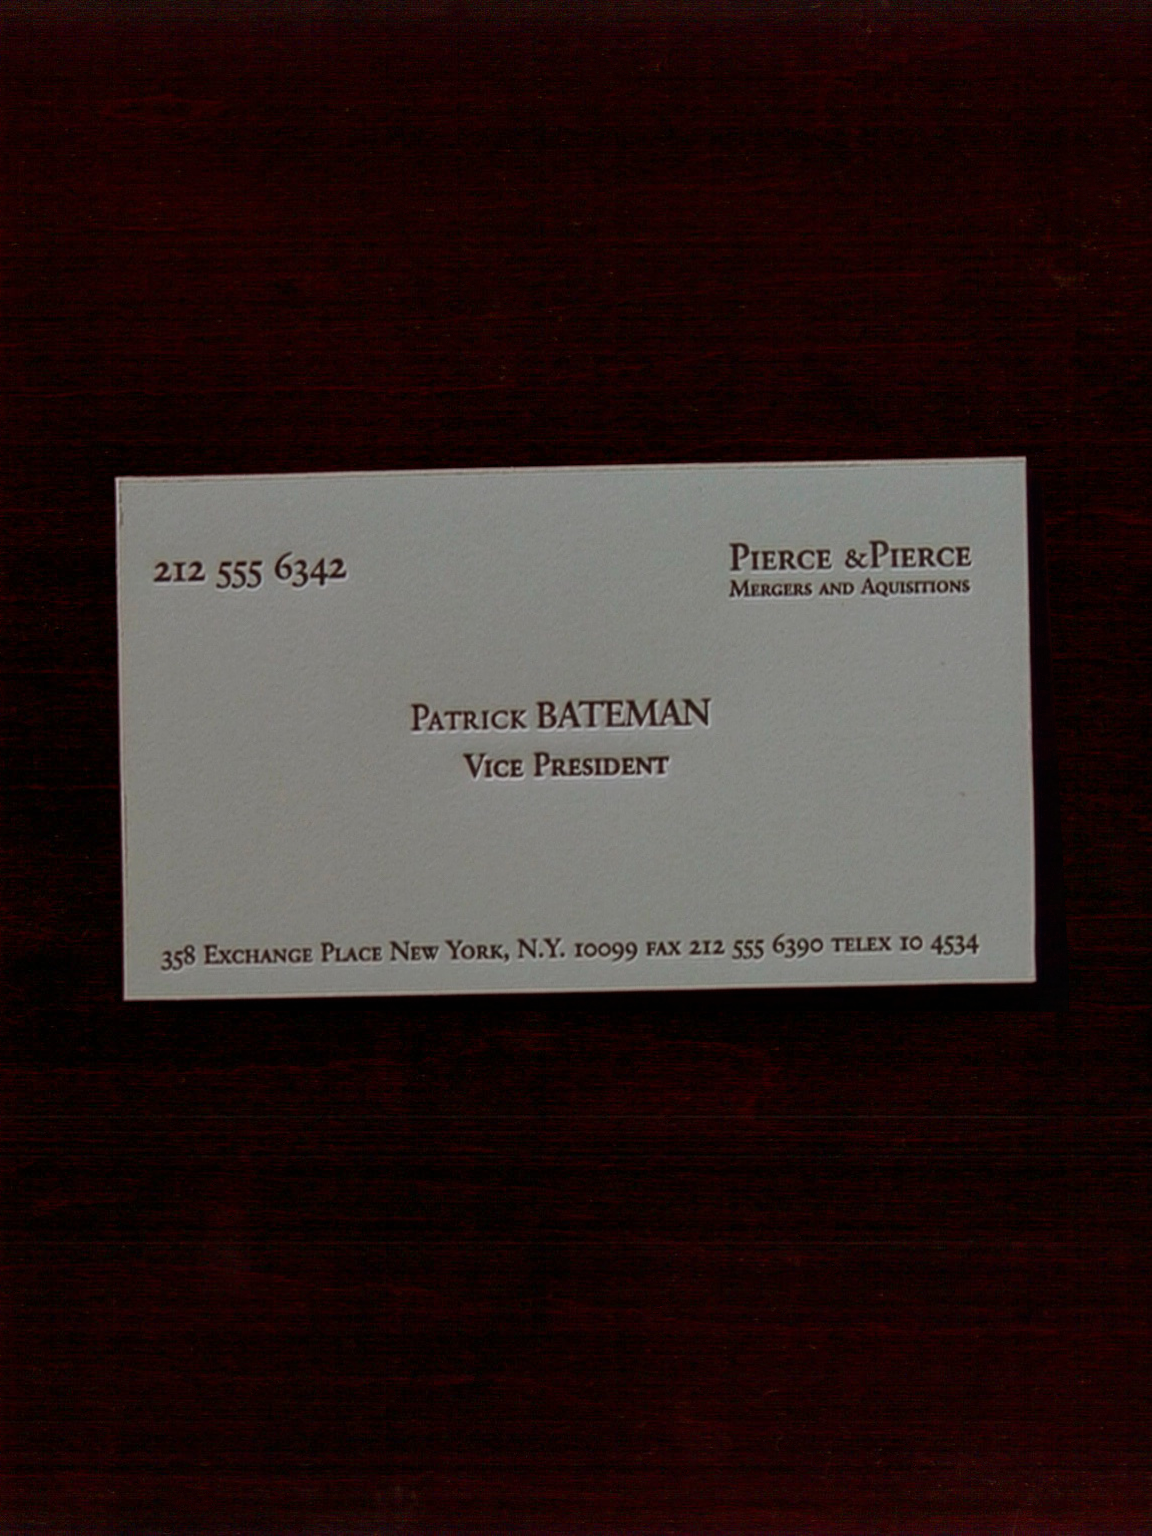 212 555 6342
Pierce &Pierce
Mergers and Aquisitions
Patrick BATEMAN
Vice President
358 Exchange Place New York, N.Y. 10099 fax 212 555 6390 telex 10 4534